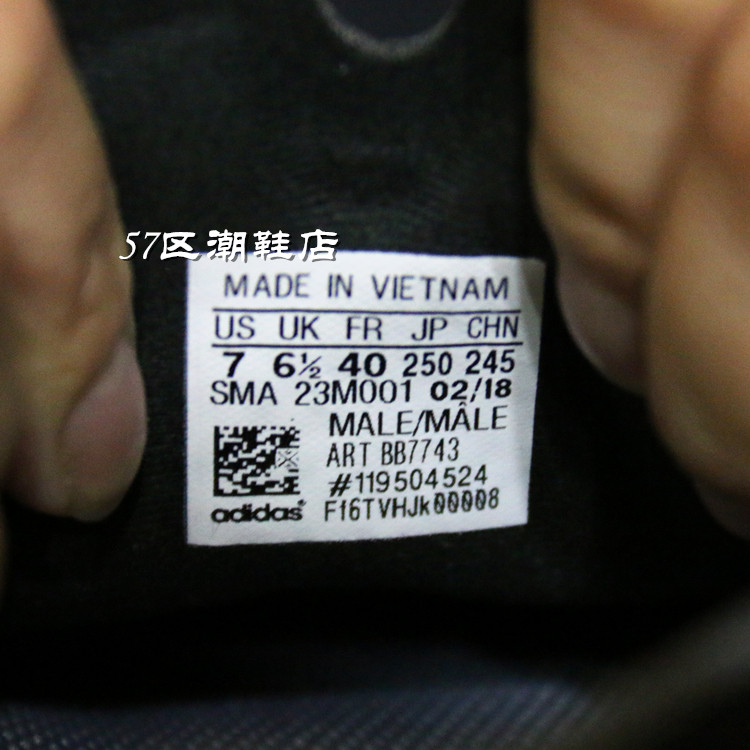 57区潮鞋店
MADE IN VIETNAM
US UK FR JP CHN
7 6½ 40 250 245
SMA 23M001 02/18
MALE/MÂLE
ART BB7743
#119504524
adidas® F16TVHJk00008